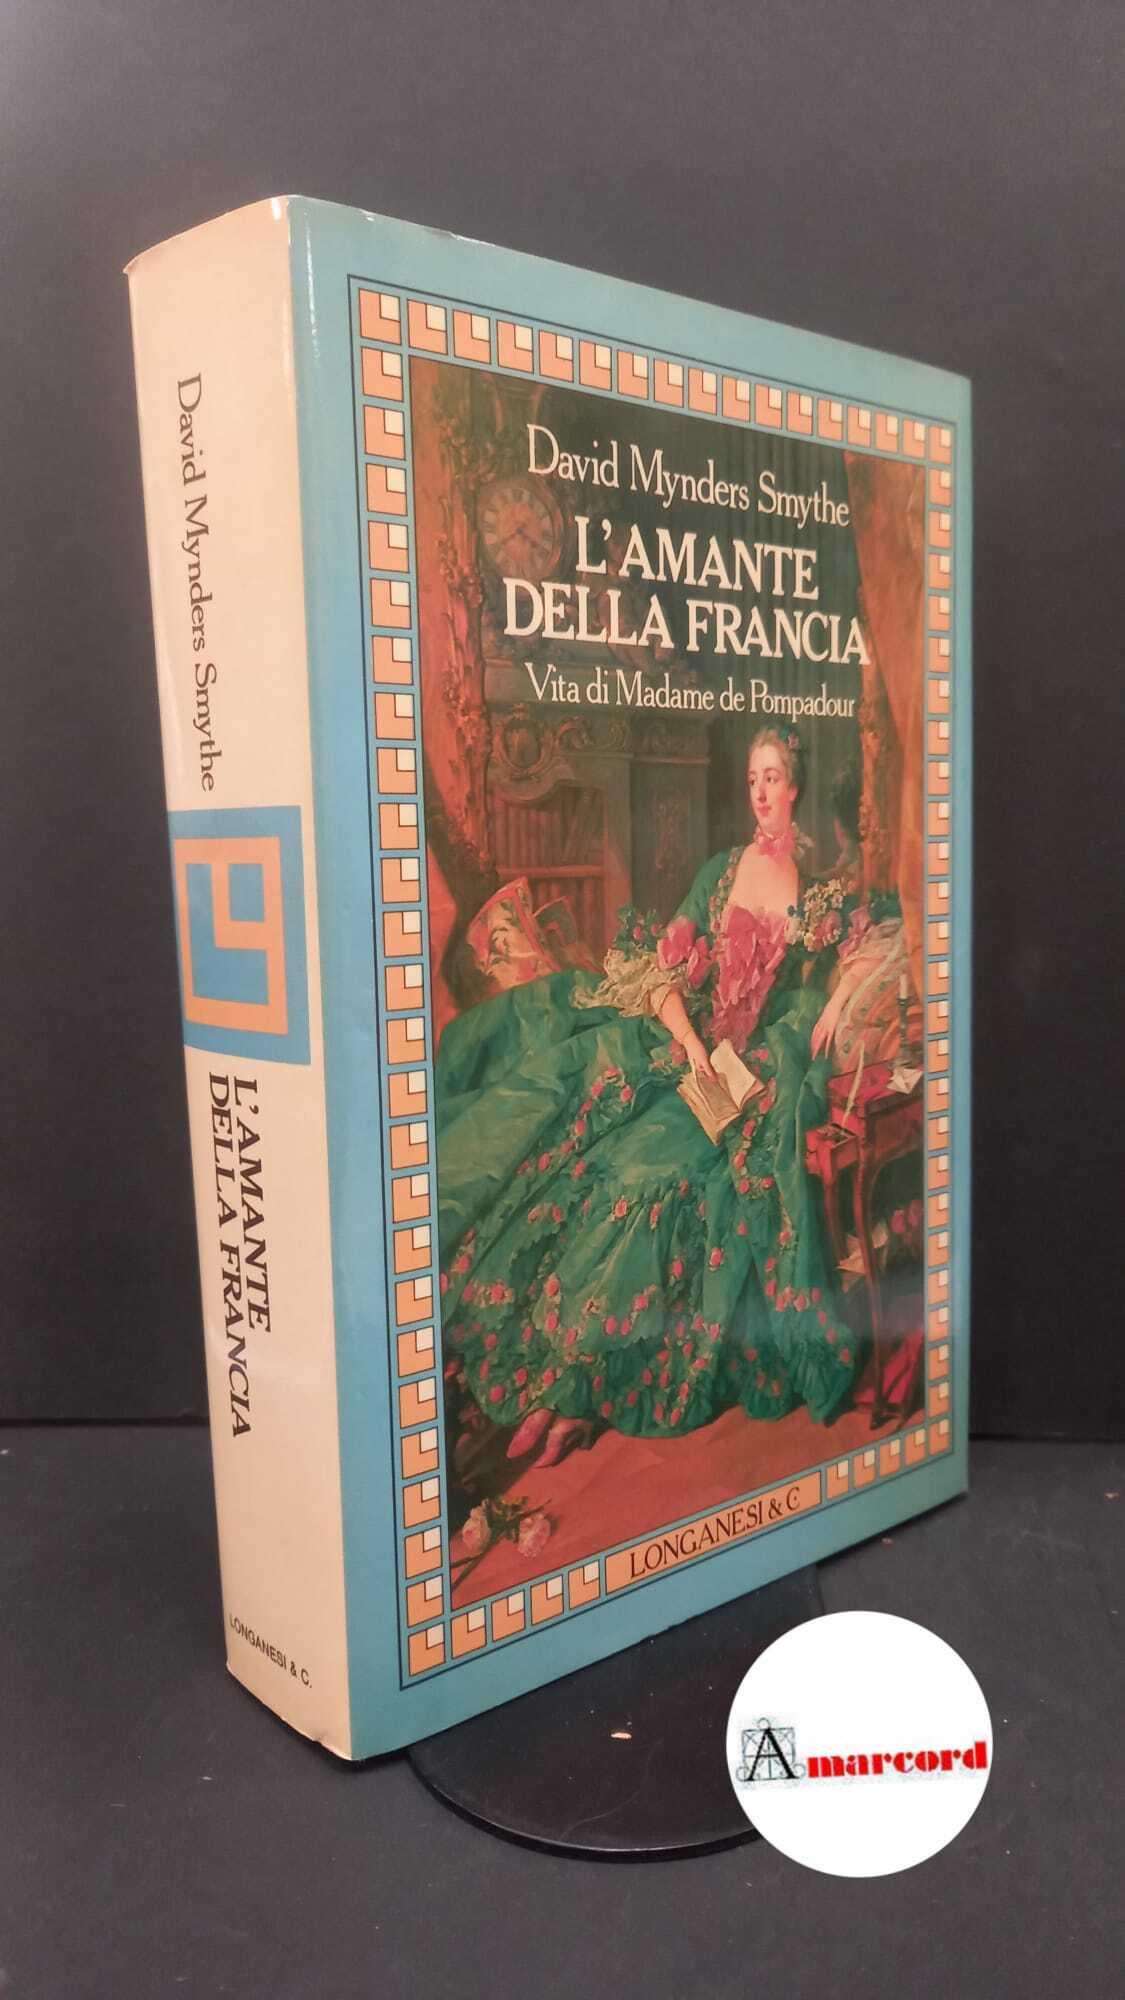 David Mynders Smythe
L'AMANTE
DELLA FRANCIA
LONGANESI & C.
David Mynders Smythe
L'AMANTE
DELLA FRANCIA
Vita di Madame de Pompadour
LONGANESI & C
Amarcord